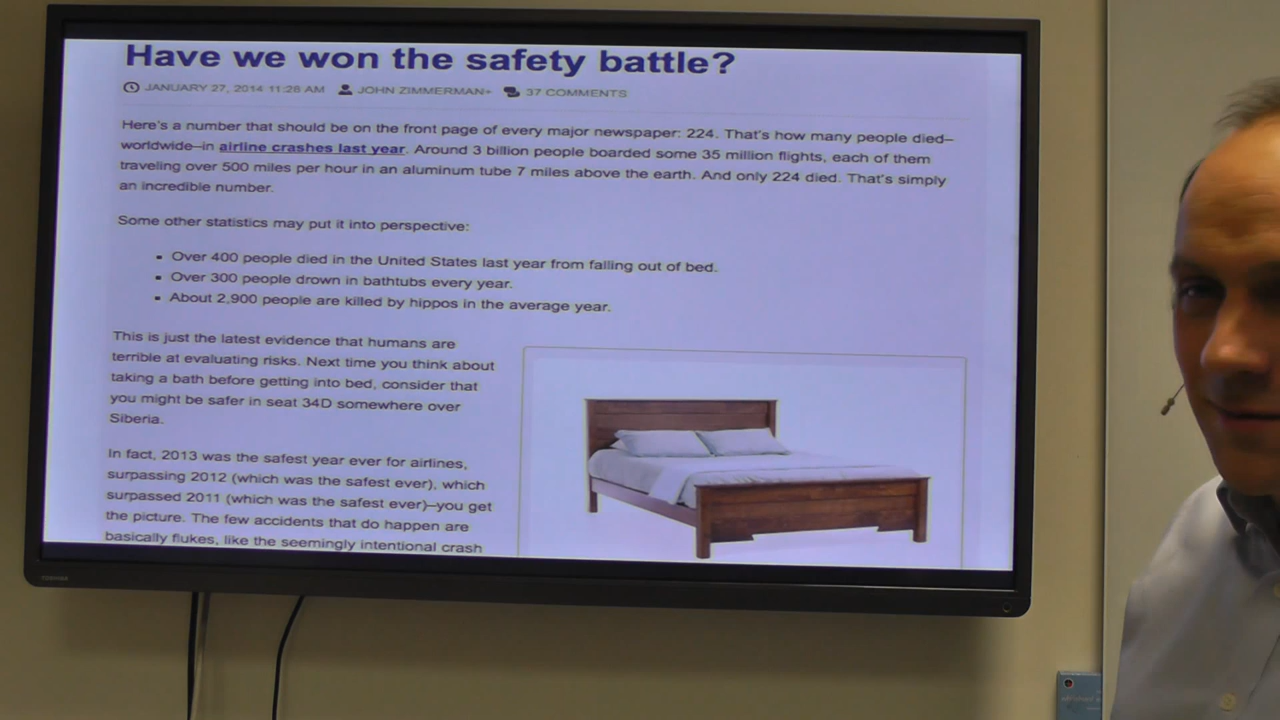 Have we won the safety battle?
JANUARY 27, 2014 11:28 AM JOHN ZIMMERMAN+ 37 COMMENTS
Here's a number that should be on the front page of every major newspaper: 224. That's how many people died–
worldwide–in airline crashes last year. Around 3 billion people boarded some 35 million flights, each of them
traveling over 500 miles per hour in an aluminum tube 7 miles above the earth. And only 224 died. That's simply
an incredible number.
Some other statistics may put it into perspective:
▪ Over 400 people died in the United States last year from falling out of bed.
▪ Over 300 people drown in bathtubs every year.
▪ About 2,900 people are killed by hippos in the average year.
This is just the latest evidence that humans are
terrible at evaluating risks. Next time you think about
taking a bath before getting into bed, consider that
you might be safer in seat 34D somewhere over
Siberia.
In fact, 2013 was the safest year ever for airlines,
surpassing 2012 (which was the safest ever), which
surpassed 2011 (which was the safest ever)–you get
the picture. The few accidents that do happen are
basically flukes, like the seemingly intentional crash
TOSHIBA